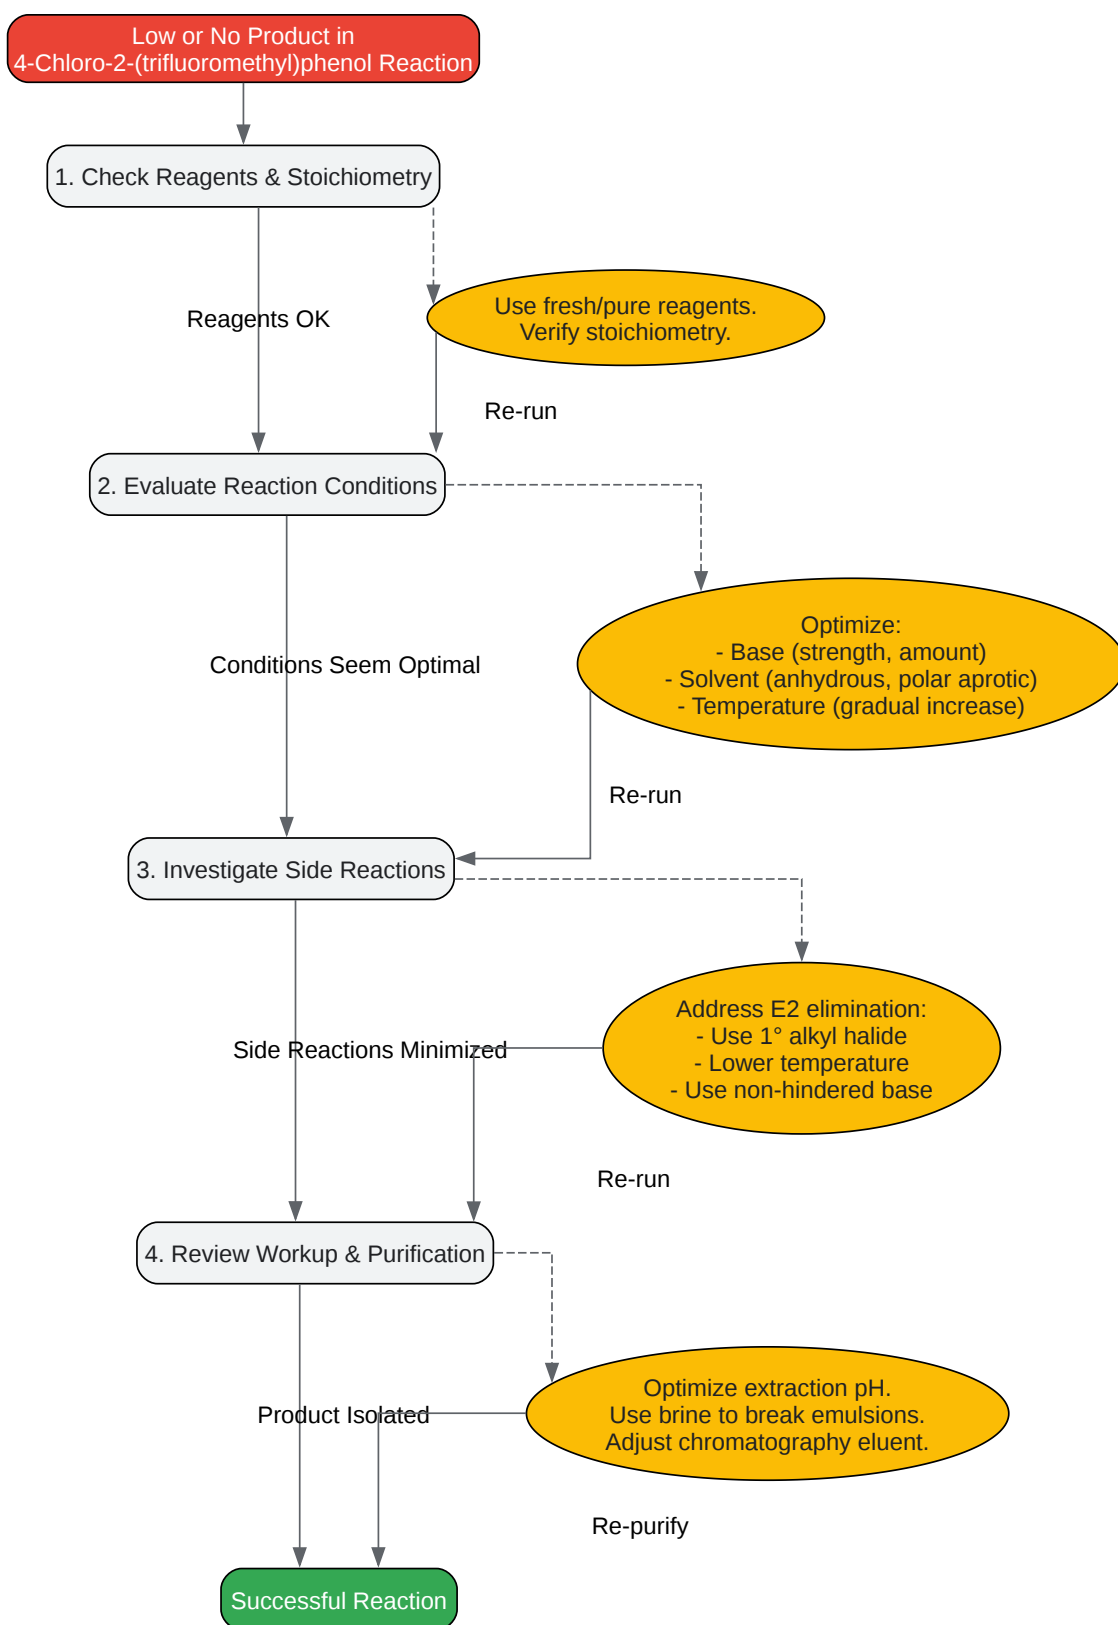 Low or No Product in
4-Chloro-2-(trifluoromethyl)phenol Reaction
1. Check Reagents & Stoichiometry
Reagents OK
Use fresh/pure reagents.
Verify stoichiometry.
Re-run
2. Evaluate Reaction Conditions
Conditions Seem Optimal
Optimize:
- Base (strength, amount)
- Solvent (anhydrous, polar aprotic)
- Temperature (gradual increase)
Re-run
3. Investigate Side Reactions
Side Reactions Minimized
Address E2 elimination:
- Use 1° alkyl halide
- Lower temperature
- Use non-hindered base
Re-run
4. Review Workup & Purification
Product Isolated
Optimize extraction pH.
Use brine to break emulsions.
Adjust chromatography eluent.
Re-purify
Successful Reaction